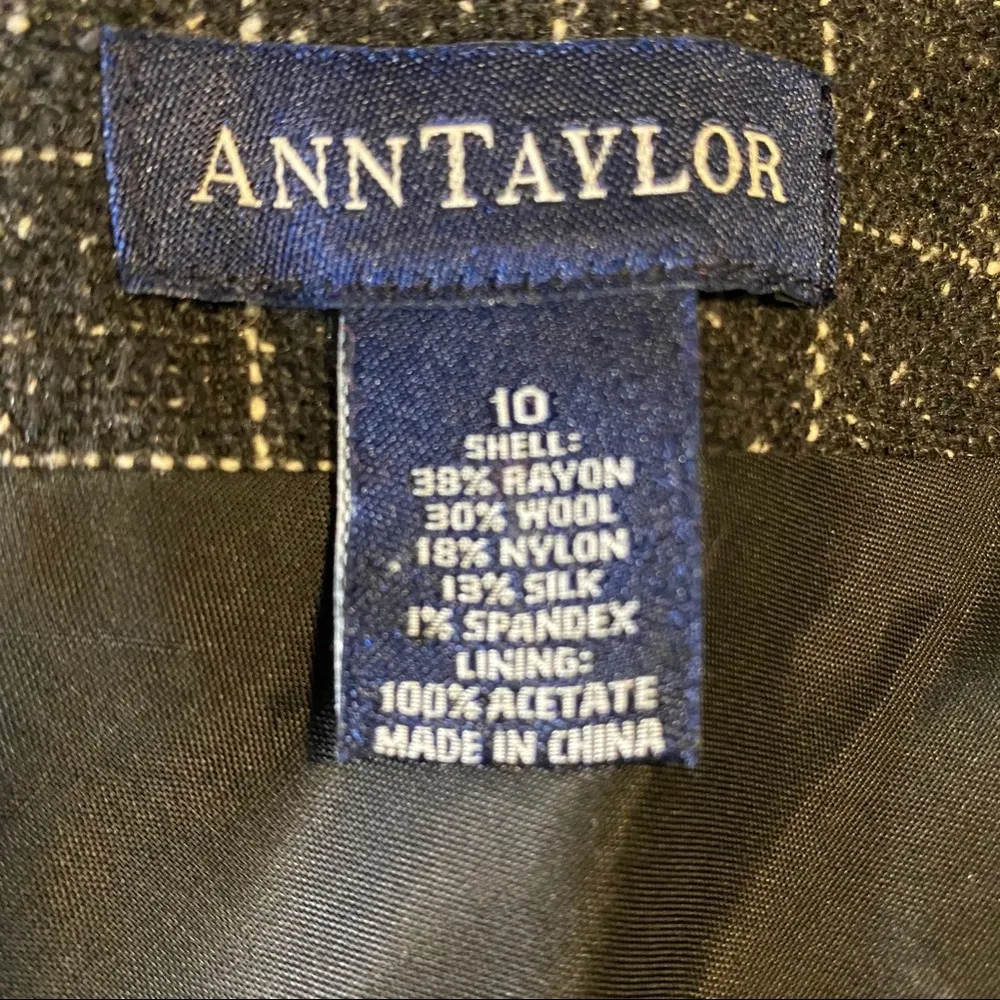 ANNTAYLOR
10
SHELL:
38% RAYON
30% WOOL
18% NYLON
13% SILK
1% SPANDEX
LINING:
100% ACETATE
MADE IN CHINA